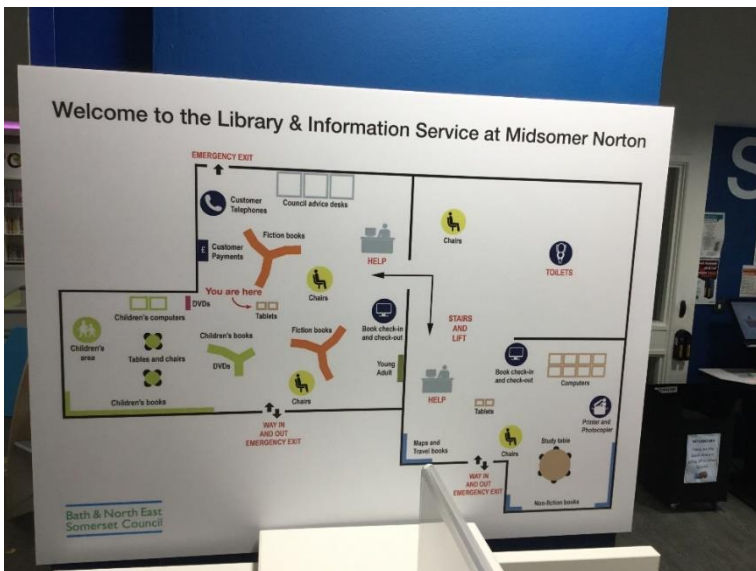 Welcome to the Library & Information Service at Midsomer Norton
EMERGENCY EXIT
Customer
Telephones
Council advice desks
Fiction books
£
Customer
Payments
HELP
Chairs
TOILETS
You are here
DVDs
Chairs
Children's computers
Tablets
STAIRS
AND
LIFT
Children's
area
Tables and chairs
Children's books
DVDs
Fiction books
Book check-in
and check-out
Young
Adult
HELP
Book check-in
and check-out
Computers
Children's books
Chairs
Tablets
Printer and
Photocopier
WAY IN
AND OUT
EMERGENCY EXIT
Maps and
Travel books
Chairs
Study table
WAY IN
AND OUT
EMERGENCY EXIT
Non-fiction books
Bath & North East
Somerset Council
S